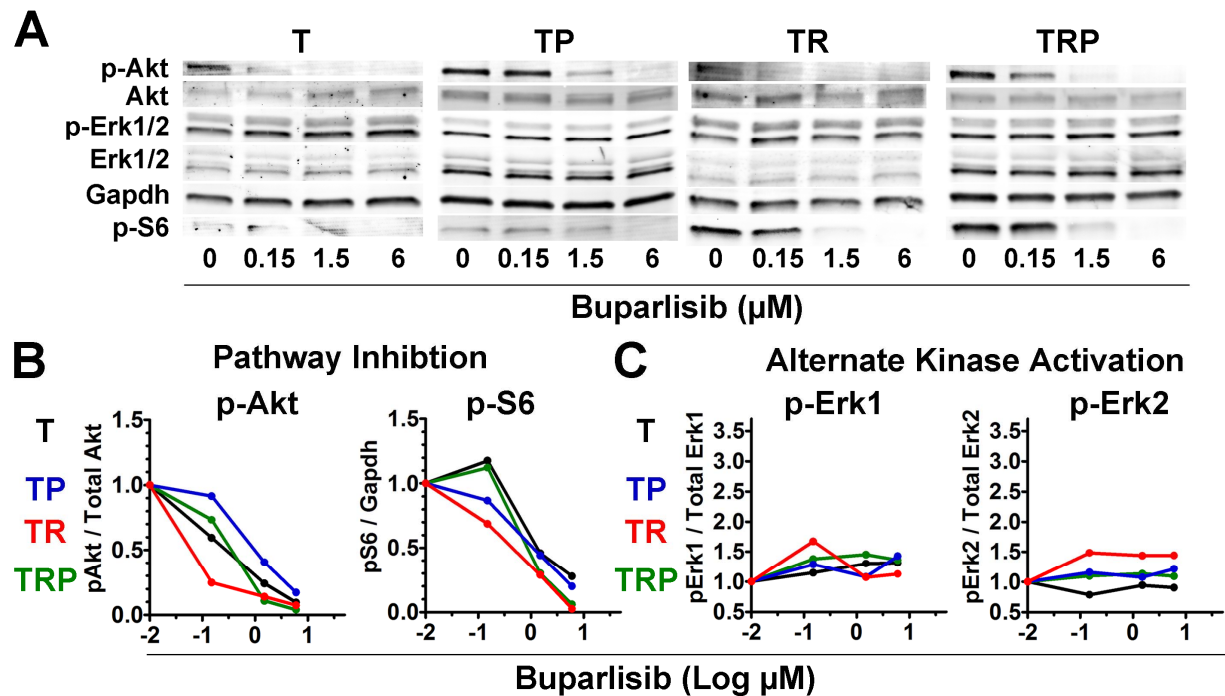 A
T TP TR TRP
p-Akt
Akt
p-Erk1/2
Erk1/2
Gapdh
p-S6
0 0.15 1.5 6 0 0.15 1.5 6 0 0.15 1.5 6 0 0.15 1.5 6
Buparlisib (µM)
B
Pathway Inhibtion
T
TP
TR
TRP
p-Akt
pAkt / Total Akt
1.5
1.0
0.5
0.0
-2 -1 0 1
p-S6
pS6 / Gapdh
1.5
1.0
0.5
0.0
-2 -1 0 1
C
Alternate Kinase Activation
T
TP
TR
TRP
p-Erk1
pErk1 / Total Erk1
3.5
3.0
2.5
2.0
1.5
1.0
0.5
-2 -1 0 1
p-Erk2
pErk2 / Total Erk2
3.5
3.0
2.5
2.0
1.5
1.0
0.5
-2 -1 0 1
Buparlisib (Log µM)